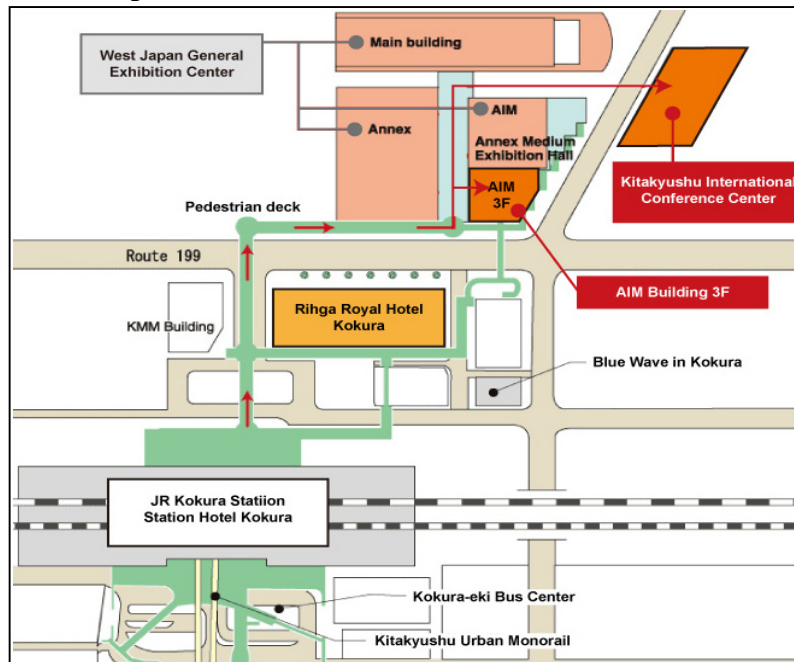 Main building
West Japan General
Exhibition Center
AIM
Annex
Annex Medium
Exhibition Hall
AIM
3F
Kitakyushu International
Conference Center
Pedestrian deck
Route 199
AIM Building 3F
Rihga Royal Hotel
Kokura
KMM Building
Blue Wave in Kokura
JR Kokura Statiion
Station Hotel Kokura
Kokura-eki Bus Center
Kitakyushu Urban Monorail